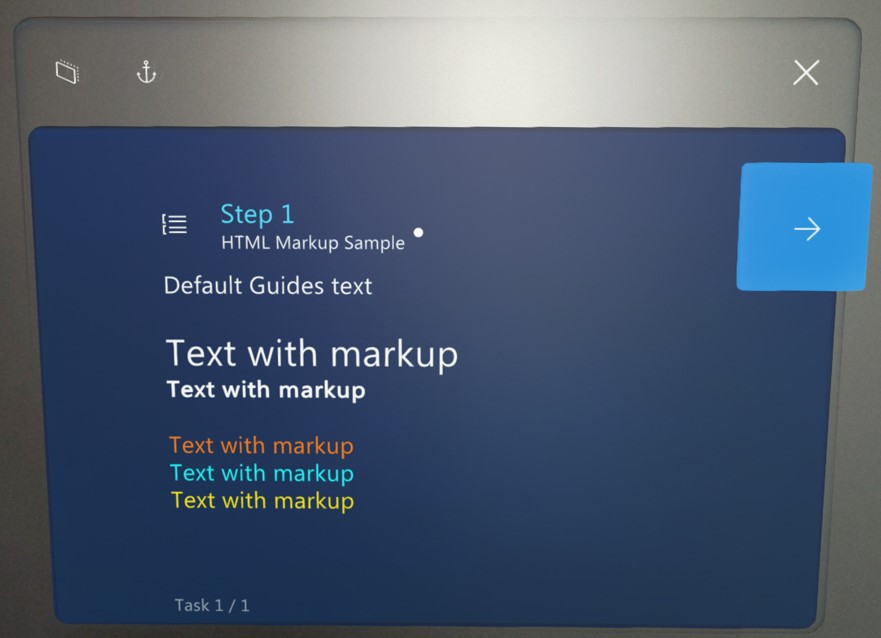 Step 1
HTML Markup Sample
Default Guides text
Text with markup
Text with markup
Text with markup
Text with markup
Text with markup
Task 1 / 1